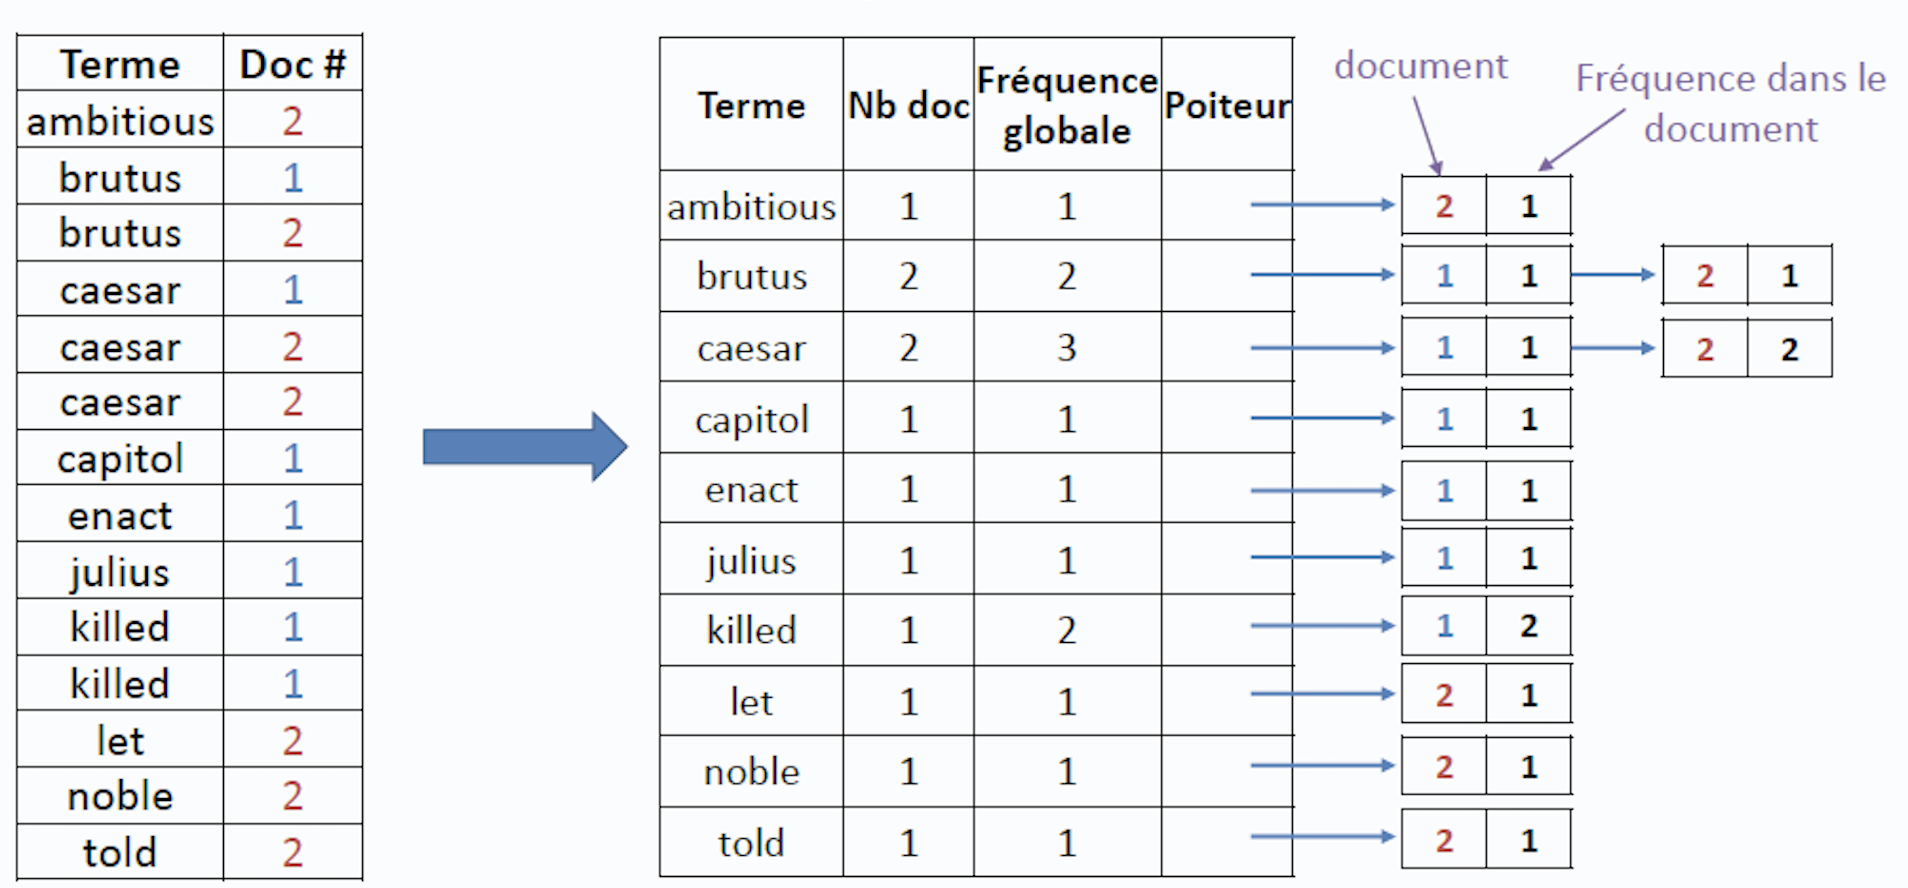 Terme Doc #
ambitious 2
brutus 1
brutus 2
caesar 1
caesar 2
caesar 2
capitol 1
enact 1
julius 1
killed 1
killed 1
let 2
noble 2
told 2
Terme Nb doc Fréquence globale Poiteur
document
Fréquence dans le
document
ambitious 1 1 2 1
brutus 2 2 1 1 2 1
caesar 2 3 1 1 2 2
capitol 1 1 1 1
enact 1 1 1 1
julius 1 1 1 1
killed 1 2 1 2
let 1 1 2 1
noble 1 1 2 1
told 1 1 2 1